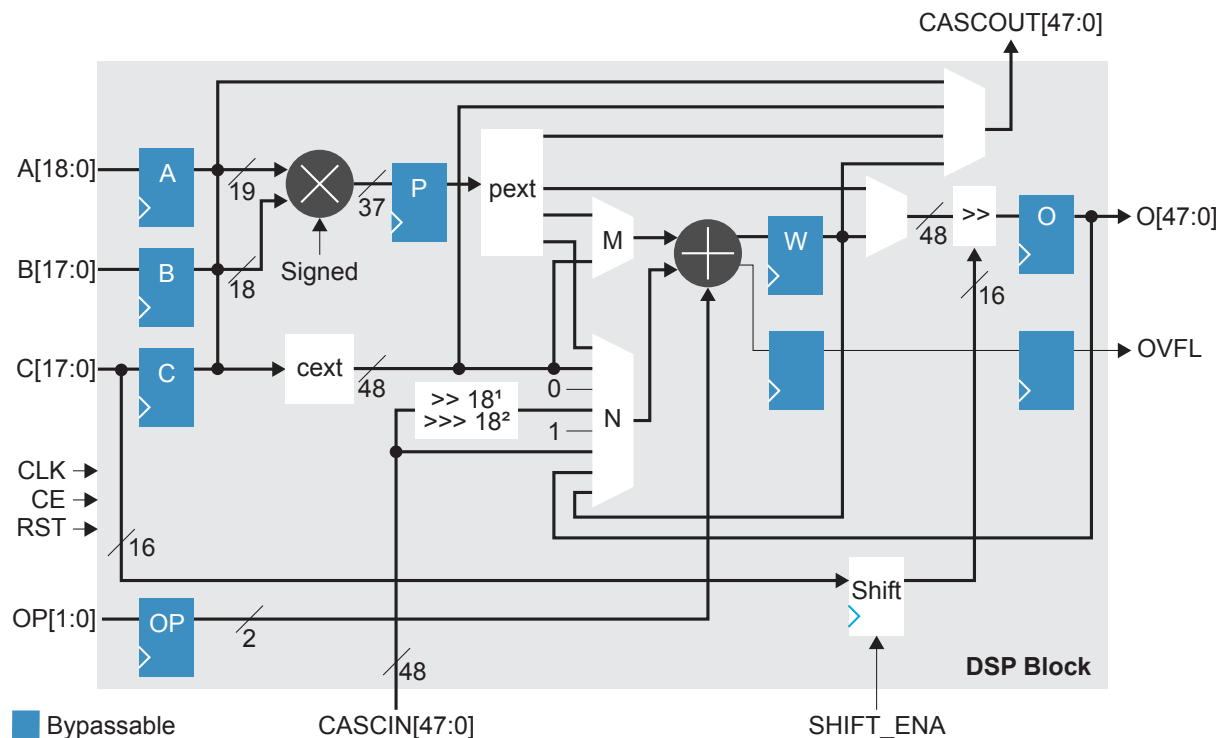 CASCOUT[47:0]
A[18:0]
A
19
37
P
pext
M
W
48
>>
O
O[47:0]
B[17:0]
B
18
Signed
16
C[17:0]
C
cext
48
0
OVFL
>> 18¹
>>> 18²
1
N
CLK
CE
RST
16
Shift
OP[1:0]
OP
2
48
DSP Block
Bypassable
CASCIN[47:0]
SHIFT_ENA